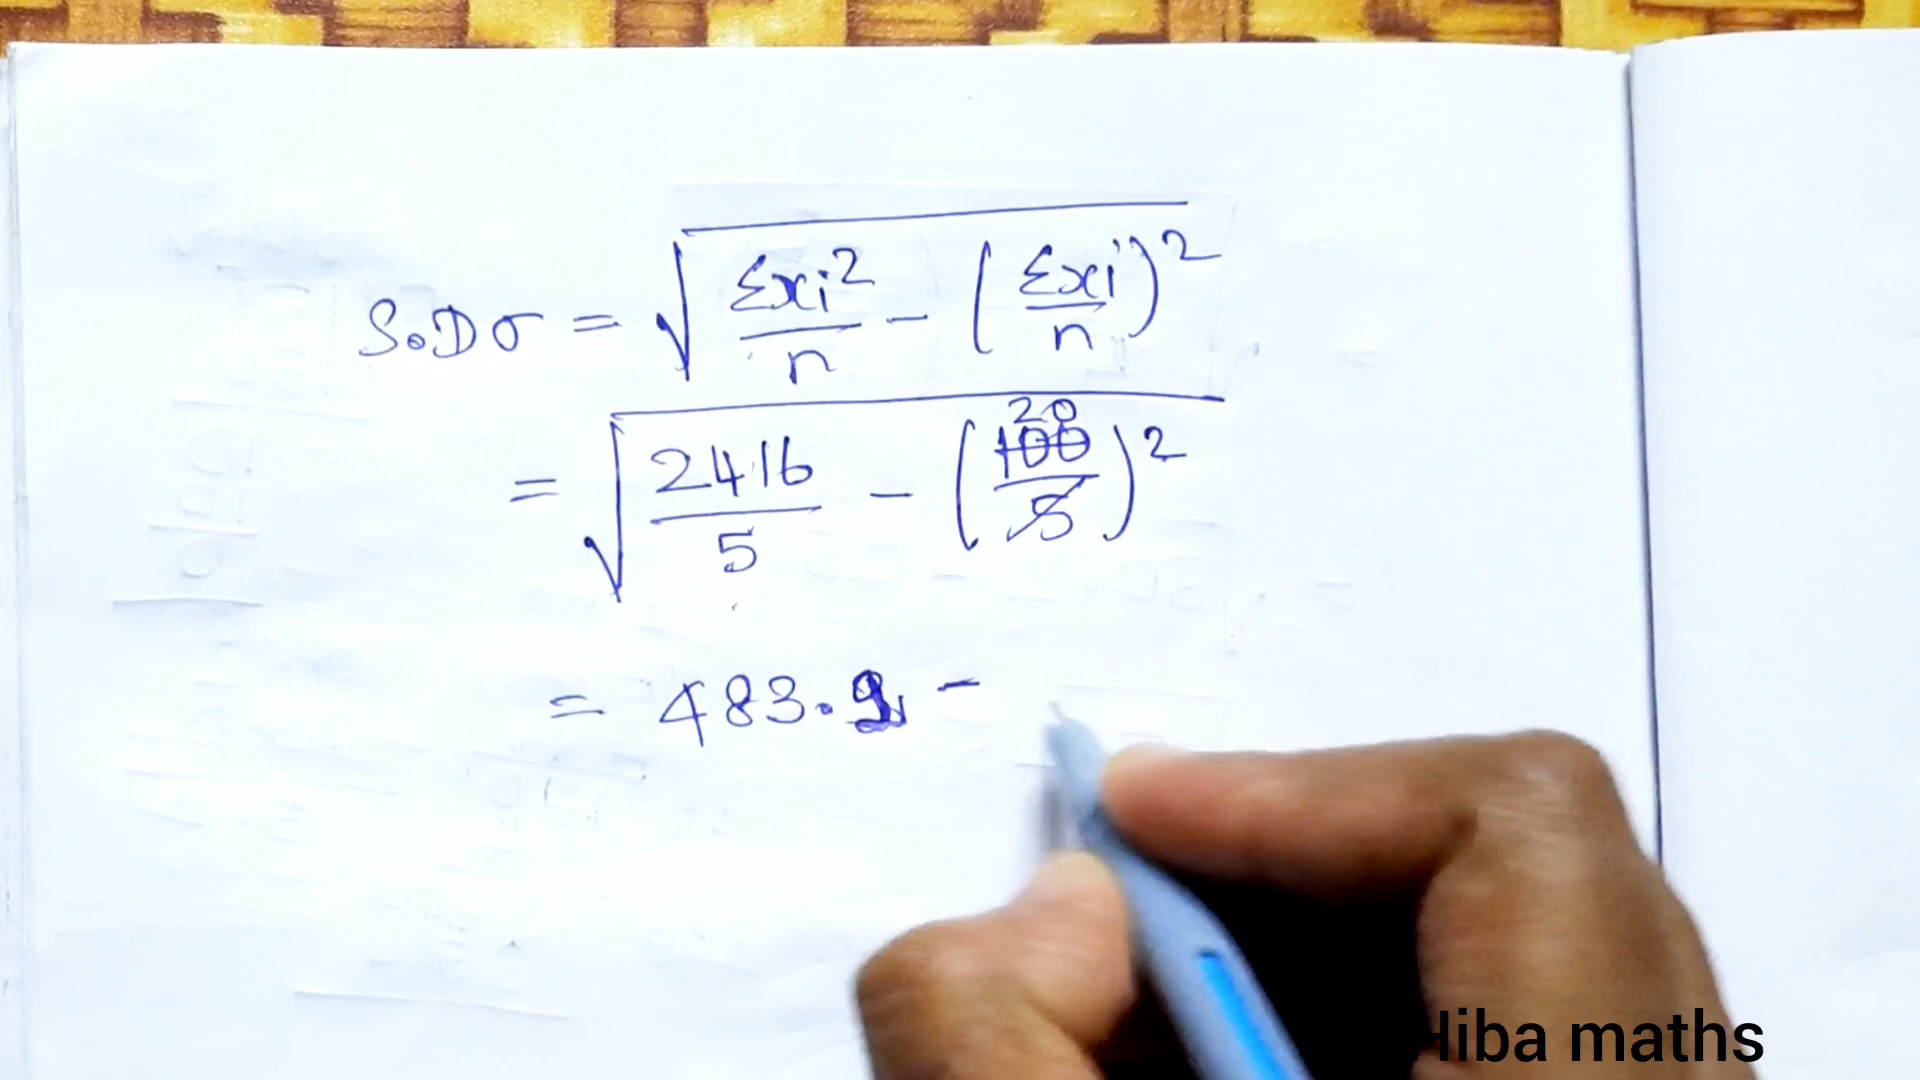 S.D σ = √ Σxi²/n - (Σxi/n)²
= √ 2416/5 - (100/5)² 20
= 483.2 -
Hiba maths